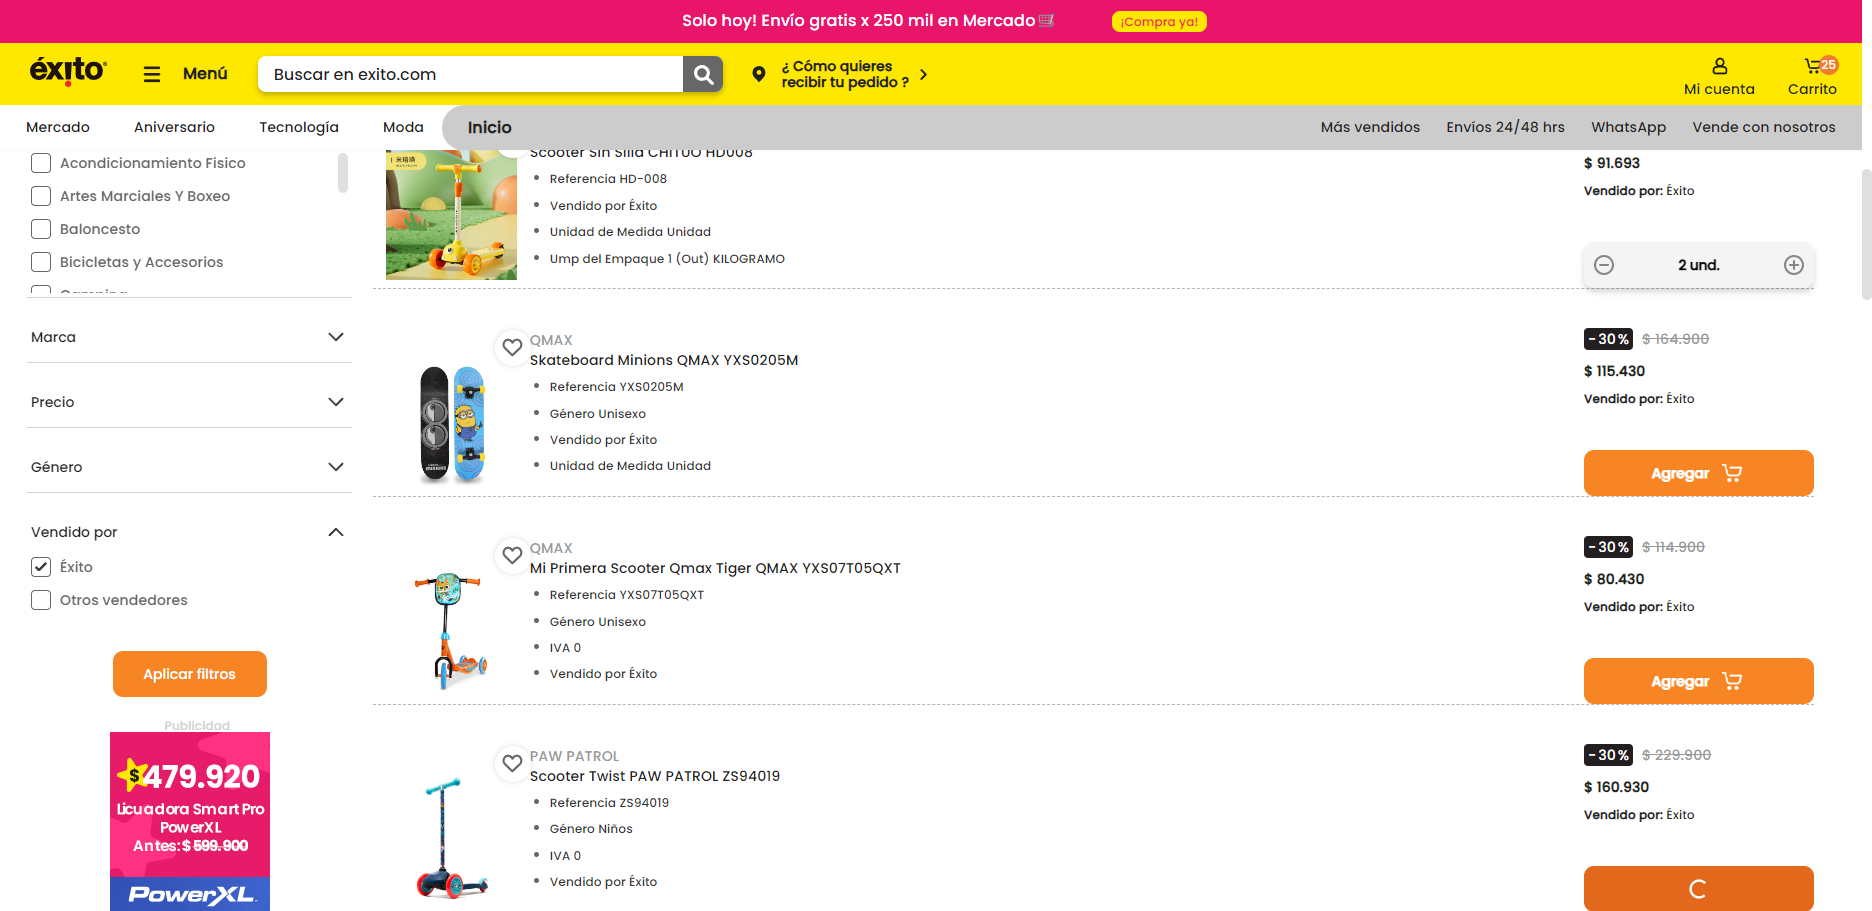 Solo hoy! Envío gratis x 250 mil en Mercado
¡Compra ya!
éxito
Menú
Buscar en exito.com
¿ Cómo quieres
recibir tu pedido ?
Mi cuenta
25
Carrito
Mercado
Aniversario
Tecnología
Moda
Inicio
Más vendidos
Envíos 24/48 hrs
WhatsApp
Vende con nosotros
Acondicionamiento Fisico
Artes Marciales Y Boxeo
Baloncesto
Bicicletas y Accesorios
Camping
Marca
Precio
Género
Vendido por
Éxito
Otros vendedores
Aplicar filtros
Publicidad
$479.920
Licuadora Smart Pro
PowerXL
Antes: $ 599.900
PowerXL
Scooter Sin Silla CHITUO HD008
Referencia HD-008
Vendido por Éxito
Unidad de Medida Unidad
Ump del Empaque 1 (Out) KILOGRAMO
$ 91.693
Vendido por: Éxito
2 und.
QMAX
Skateboard Minions QMAX YXS0205M
Referencia YXS0205M
Género Unisexo
Vendido por Éxito
Unidad de Medida Unidad
-30% $ 164.900
$ 115.430
Vendido por: Éxito
Agregar
QMAX
Mi Primera Scooter Qmax Tiger QMAX YXS07T05QXT
Referencia YXS07T05QXT
Género Unisexo
IVA 0
Vendido por Éxito
-30% $ 114.900
$ 80.430
Vendido por: Éxito
Agregar
PAW PATROL
Scooter Twist PAW PATROL ZS94019
Referencia ZS94019
Género Niños
IVA 0
Vendido por Éxito
-30% $ 229.900
$ 160.930
Vendido por: Éxito